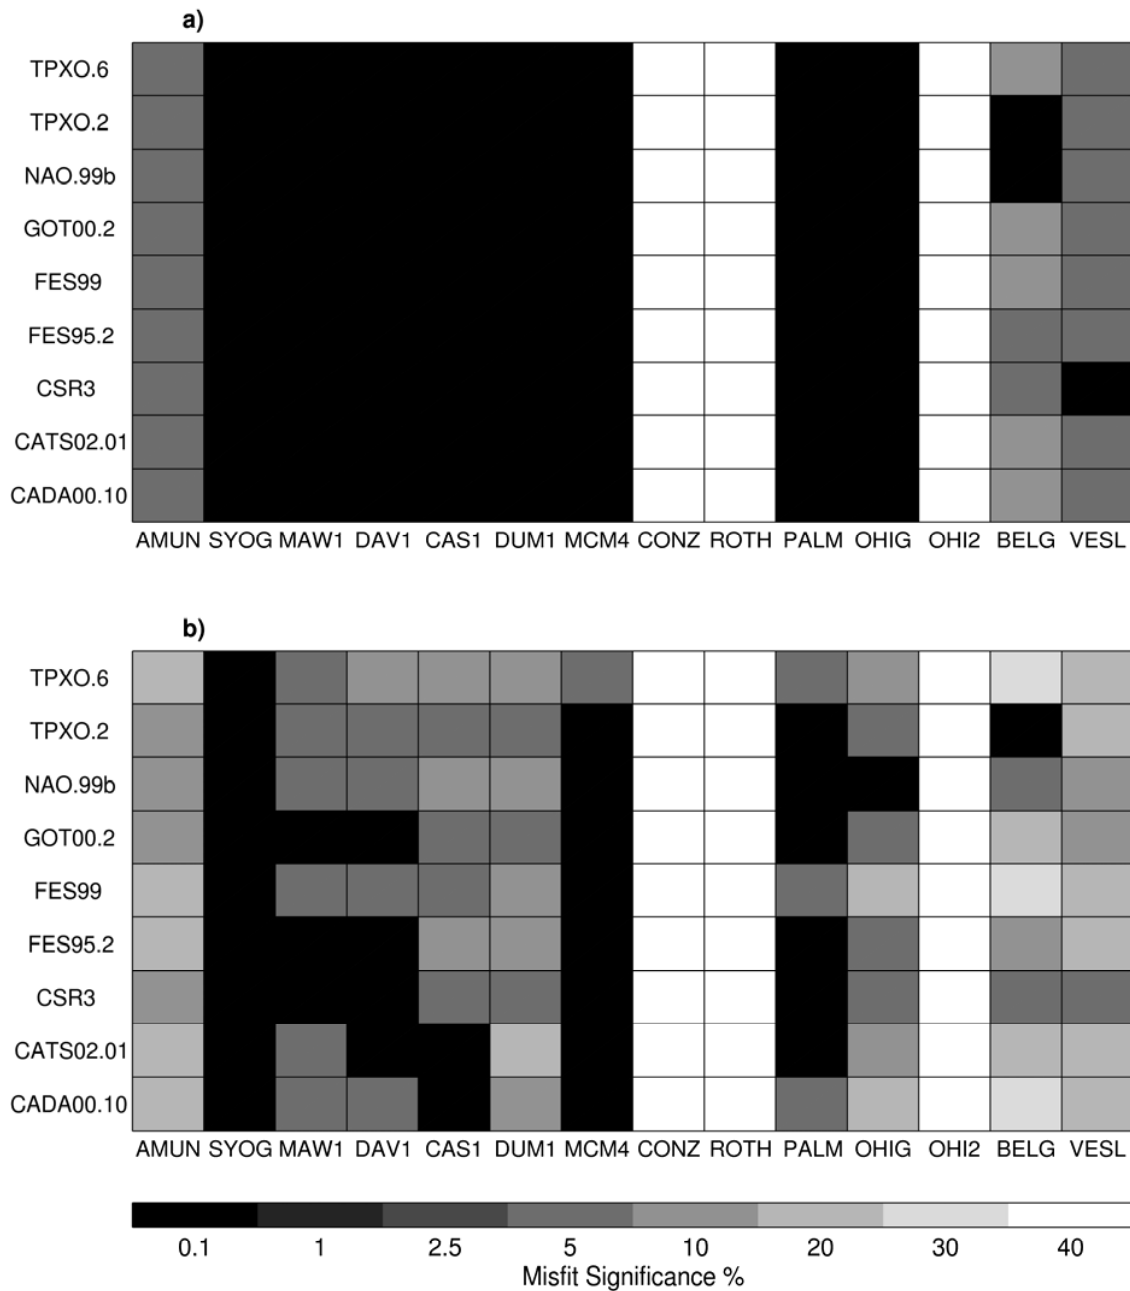 a)
TPXO.6
TPXO.2
NAO.99b
GOT00.2
FES99
FES95.2
CSR3
CATS02.01
CADA00.10
AMUN SYOG MAW1 DAV1 CAS1 DUM1 MCM4 CONZ ROTH PALM OHIG OHI2 BELG VESL
b)
TPXO.6
TPXO.2
NAO.99b
GOT00.2
FES99
FES95.2
CSR3
CATS02.01
CADA00.10
AMUN SYOG MAW1 DAV1 CAS1 DUM1 MCM4 CONZ ROTH PALM OHIG OHI2 BELG VESL
0.1 1 2.5 5 10 20 30 40
Misfit Significance %